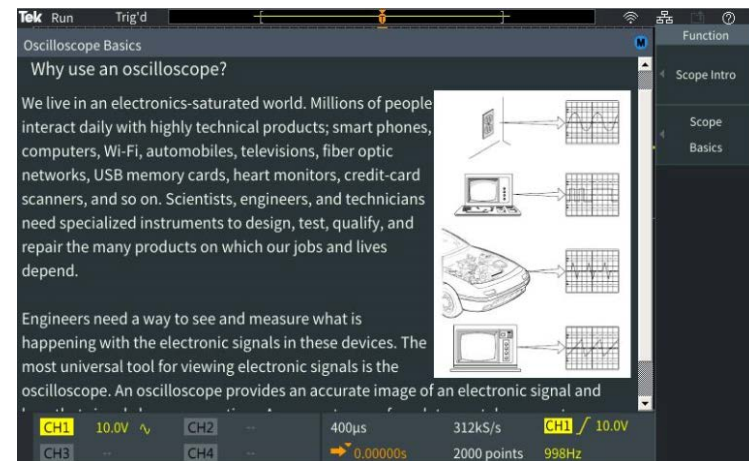 Tek Run Trig'd
Oscilloscope Basics
M
Function
Why use an oscilloscope?
Scope Intro
We live in an electronics-saturated world. Millions of people
interact daily with highly technical products; smart phones,
computers, Wi-Fi, automobiles, televisions, fiber optic
networks, USB memory cards, heart monitors, credit-card
scanners, and so on. Scientists, engineers, and technicians
need specialized instruments to design, test, qualify, and
repair the many products on which our jobs and lives
depend.
Scope
Basics
Engineers need a way to see and measure what is
happening with the electronic signals in these devices. The
most universal tool for viewing electronic signals is the
oscilloscope. An oscilloscope provides an accurate image of an electronic signal and
CH1 10.0V CH2 -- 400µs 312kS/s CH1 10.0V
CH3 -- CH4 -- 0.00000s 2000 points 998Hz